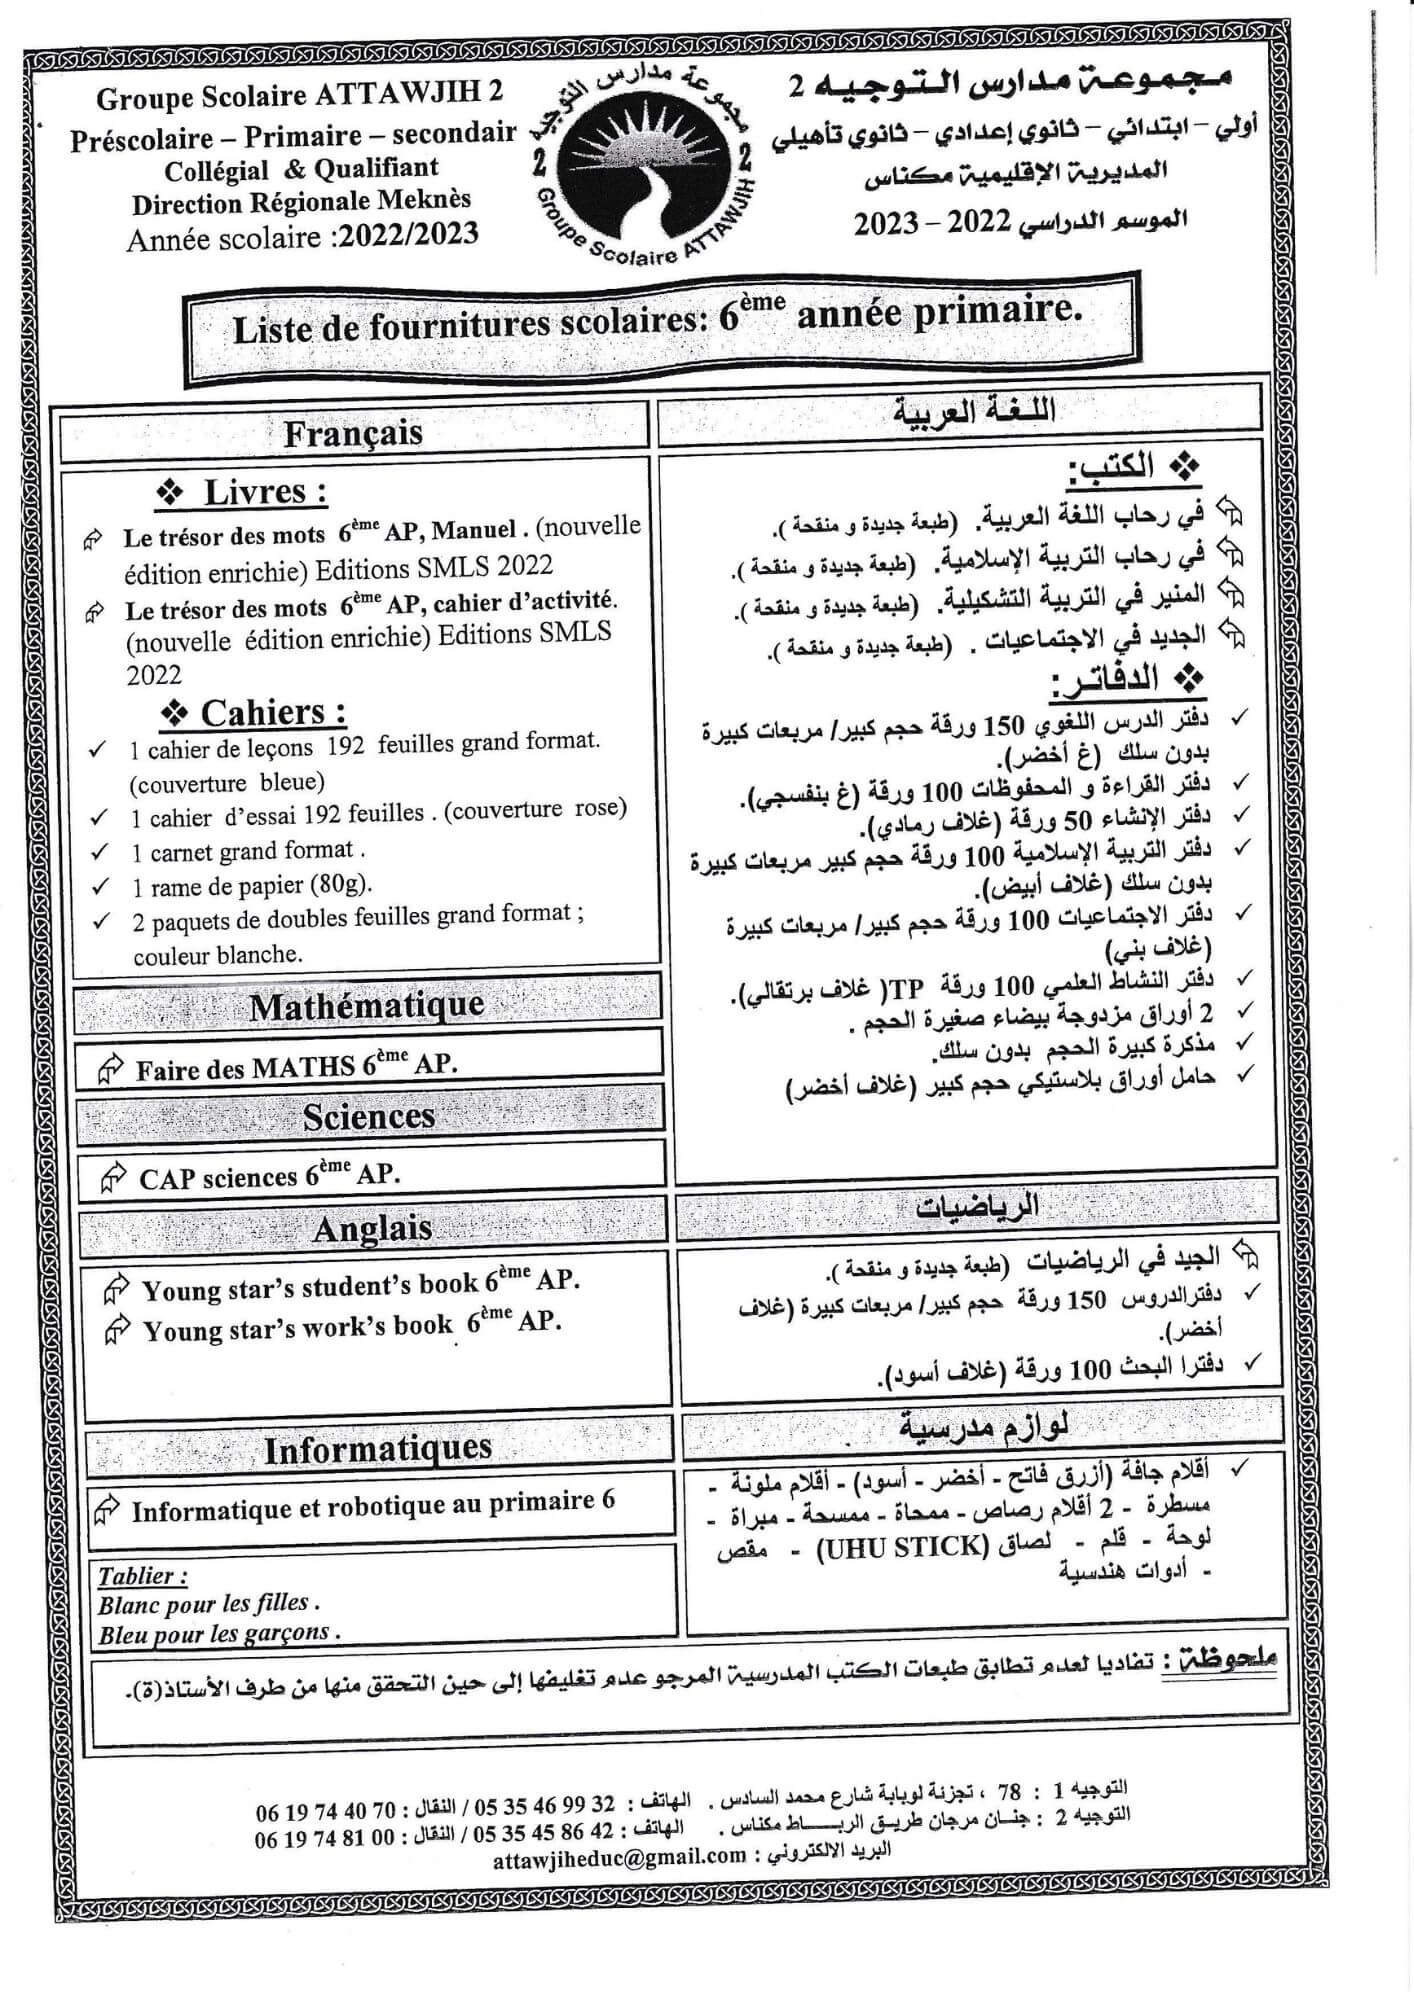 Groupe Scolaire ATTAWJIH 2
Préscolaire – Primaire – secondair
Collégial & Qualifiant
Direction Régionale Meknès
Année scolaire :2022/2023
مجموعة مدارس التوجيه 2
Groupe Scolaire ATTAWJIH
2
2
مجموعة مدارس التوجيه 2
أولي – ابتدائي – ثانوي إعدادي – ثانوي تأهيلي
المديرية الإقليمية مكناس
الموسم الدراسي 2022 – 2023
Liste de fournitures scolaires: 6ème année primaire.
Français
❖ Livres :
Le trésor des mots 6ème AP, Manuel . (nouvelle
édition enrichie) Editions SMLS 2022
Le trésor des mots 6ème AP, cahier d’activité.
(nouvelle édition enrichie) Editions SMLS
2022
❖ Cahiers :
✓ 1 cahier de leçons 192 feuilles grand format.
(couverture bleue)
✓ 1 cahier d’essai 192 feuilles . (couverture rose)
✓ 1 carnet grand format .
✓ 1 rame de papier (80g).
✓ 2 paquets de doubles feuilles grand format ;
couleur blanche.
Mathématique
Faire des MATHS 6ème AP.
Sciences
CAP sciences 6ème AP.
Anglais
Young star’s student’s book 6ème AP.
Young star’s work’s book 6ème AP.
Informatiques
Informatique et robotique au primaire 6
Tablier :
Blanc pour les filles .
Bleu pour les garçons .
اللغة العربية
❖ الكتب:
في رحاب اللغة العربية. (طبعة جديدة و منقحة ).
في رحاب التربية الإسلامية. (طبعة جديدة و منقحة ).
المنير في التربية التشكيلية. (طبعة جديدة و منقحة ).
الجديد في الاجتماعيات . (طبعة جديدة و منقحة ).
❖ الدفاتر:
✓ دفتر الدرس اللغوي 150 ورقة حجم كبير/ مربعات كبيرة
بدون سلك (غ أخضر).
✓ دفتر القراءة و المحفوظات 100 ورقة (غ بنفسجي).
✓ دفتر الإنشاء 50 ورقة (غلاف رمادي).
✓ دفتر التربية الإسلامية 100 ورقة حجم كبير مربعات كبيرة
بدون سلك (غلاف أبيض).
✓ دفتر الاجتماعيات 100 ورقة حجم كبير/ مربعات كبيرة
(غلاف بني)
✓ دفتر النشاط العلمي 100 ورقة TP( غلاف برتقالي).
✓ 2 أوراق مزدوجة بيضاء صغيرة الحجم .
✓ مذكرة كبيرة الحجم بدون سلك.
✓ حامل أوراق بلاستيكي حجم كبير (غلاف أخضر)
الرياضيات
الجيد في الرياضيات (طبعة جديدة و منقحة ).
✓ دفترالدروس 150 ورقة حجم كبير/ مربعات كبيرة (غلاف
أخضر).
✓ دفترا البحث 100 ورقة (غلاف أسود).
لوازم مدرسية
✓ أقلام جافة (أزرق فاتح - أخضر - أسود) - أقلام ملونة -
مسطرة - 2 أقلام رصاص - ممحاة - ممسحة - مبراة -
لوحة - قلم - لصاق (UHU STICK) - مقص
- أدوات هندسية
ملحوظة : تفاديا لعدم تطابق طبعات الكتب المدرسية المرجو عدم تغليفها إلى حين التحقق منها من طرف الأستاذ(ة).
التوجيه 1 : 78 ، تجزئة لوبابة شارع محمد السادس . الهاتف : 05 35 46 99 32 / النقال : 06 19 74 40 70
التوجيه 2 : جنان مرجان طريق الرباط مكناس . الهاتف : 05 35 45 86 42 / النقال : 06 19 74 81 00
البريد الالكتروني : attawjiheduc@gmail.com